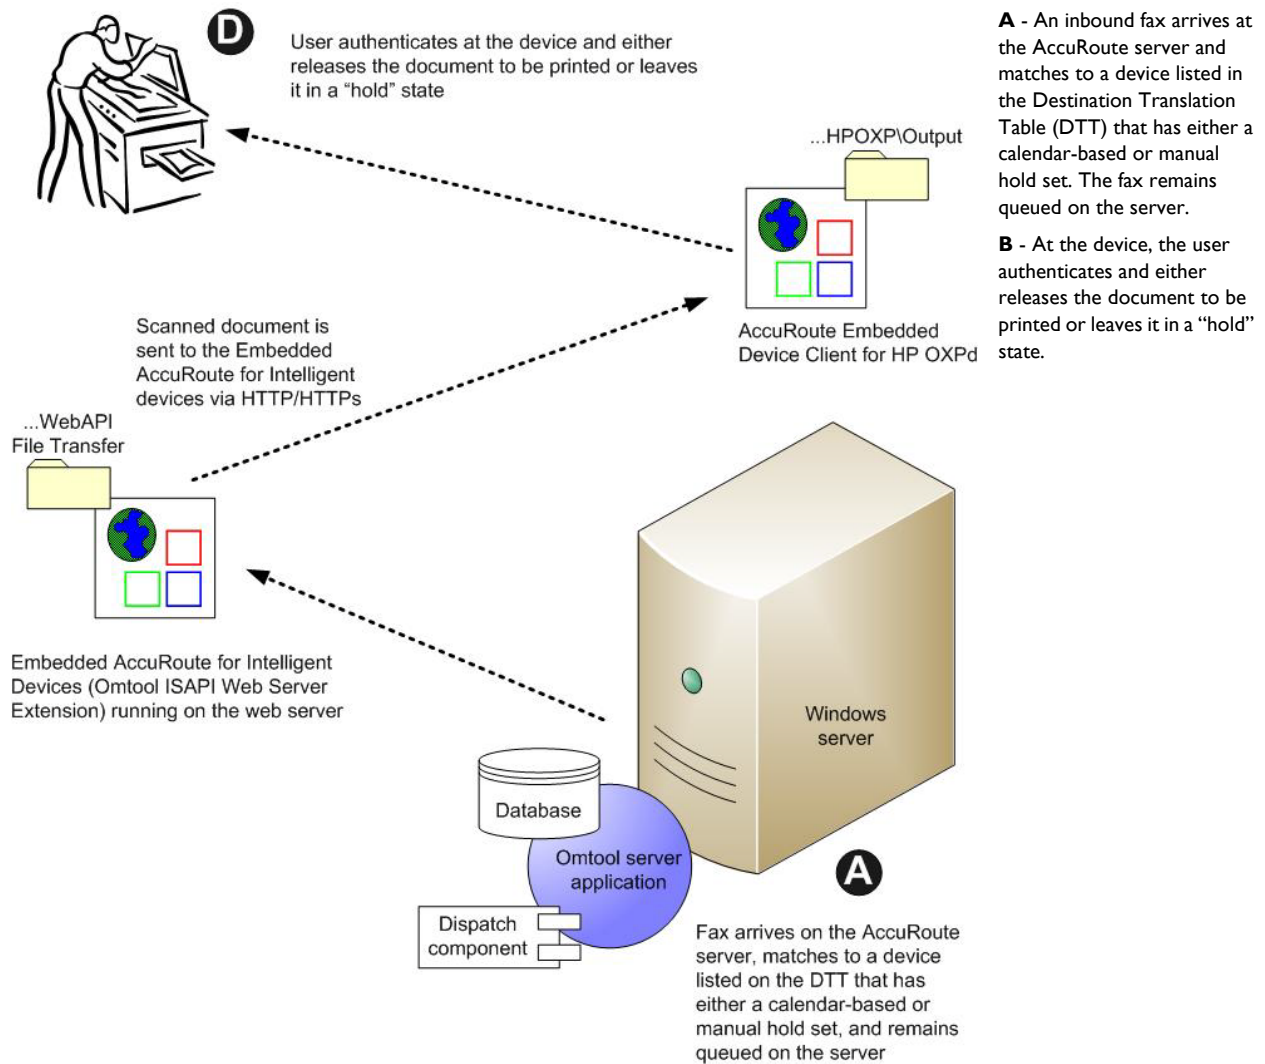 D
User authenticates at the device and either
releases the document to be printed or leaves
it in a “hold” state
A - An inbound fax arrives at
the AccuRoute server and
matches to a device listed in
the Destination Translation
Table (DTT) that has either a
calendar-based or manual
hold set. The fax remains
queued on the server.
B - At the device, the user
authenticates and either
releases the document to be
printed or leaves it in a “hold”
state.
...HPOXP\Output
AccuRoute Embedded
Device Client for HP OXPd
Scanned document is
sent to the Embedded
AccuRoute for Intelligent
devices via HTTP/HTTPs
...WebAPI
File Transfer
Embedded AccuRoute for Intelligent
Devices (Omtool ISAPI Web Server
Extension) running on the web server
Windows
server
Database
Omtool server
application
Dispatch
component
A
Fax arrives on the AccuRoute
server, matches to a device
listed on the DTT that has
either a calendar-based or
manual hold set, and remains
queued on the server